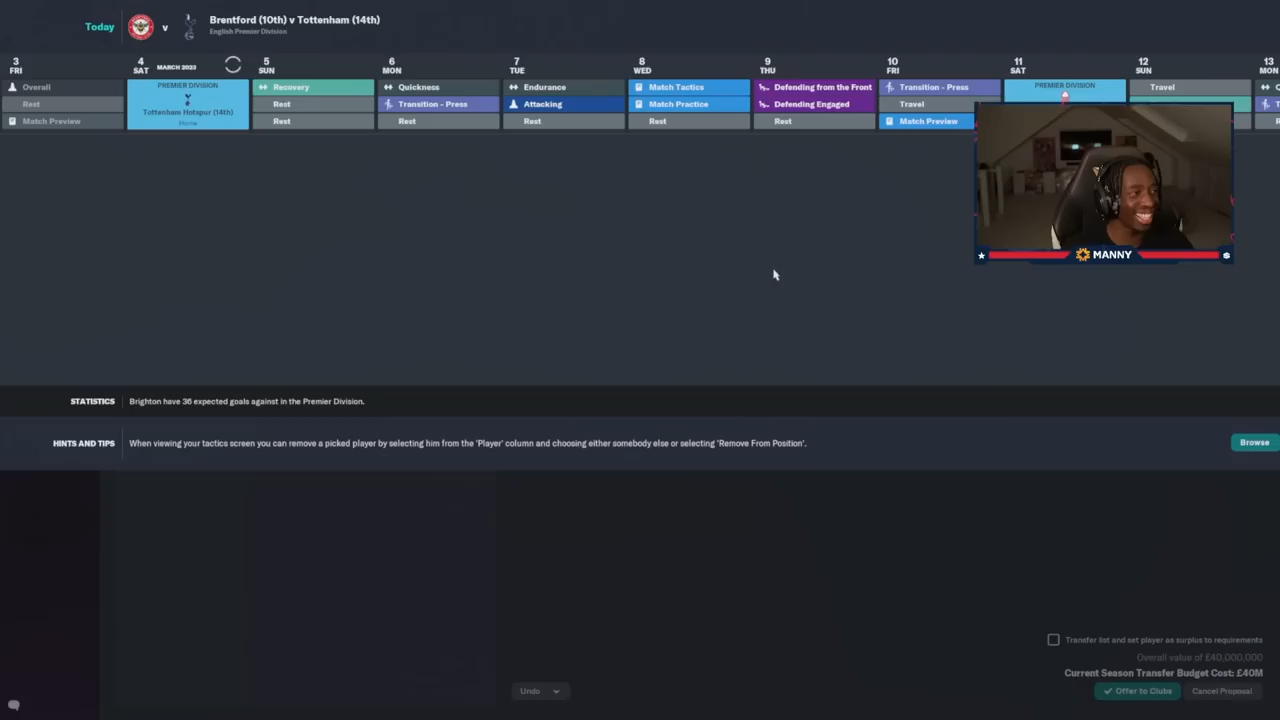 Today
v
Brentford (10th) v Tottenham (14th)
English Premier Division
3
FRI
4
SAT
MARCH 2023
5
SUN
6
MON
7
TUE
8
WED
9
THU
10
FRI
11
SAT
12
SUN
13
MON
Overall
Rest
Match Preview
PREMIER DIVISION
Tottenham Hotspur (14th)
Home
Recovery
Rest
Rest
Quickness
Transition - Press
Rest
Endurance
Attacking
Rest
Match Tactics
Match Practice
Rest
Defending from the Front
Defending Engaged
Rest
Transition - Press
Travel
Match Preview
PREMIER DIVISION
Travel
MANNY
STATISTICS
Brighton have 36 expected goals against in the Premier Division.
HINTS AND TIPS
When viewing your tactics screen you can remove a picked player by selecting him from the 'Player' column and choosing either somebody else or selecting 'Remove From Position'.
Browse
Transfer list and set player as surplus to requirements
Overall value of £40,000,000
Current Season Transfer Budget Cost: £40M
Undo
Offer to Clubs
Cancel Proposal